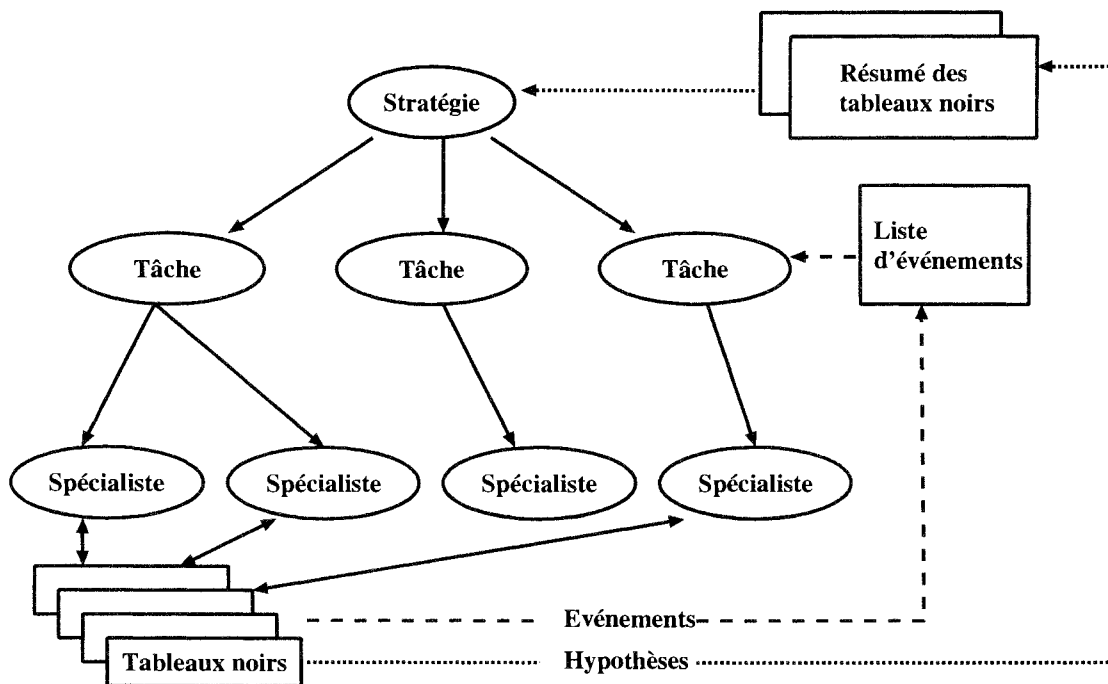 Résumé des
tableaux noirs
Stratégie
Liste
d'événements
Tâche
Tâche
Tâche
Spécialiste
Spécialiste
Spécialiste
Spécialiste
Evénements
Tableaux noirs
Hypothèses